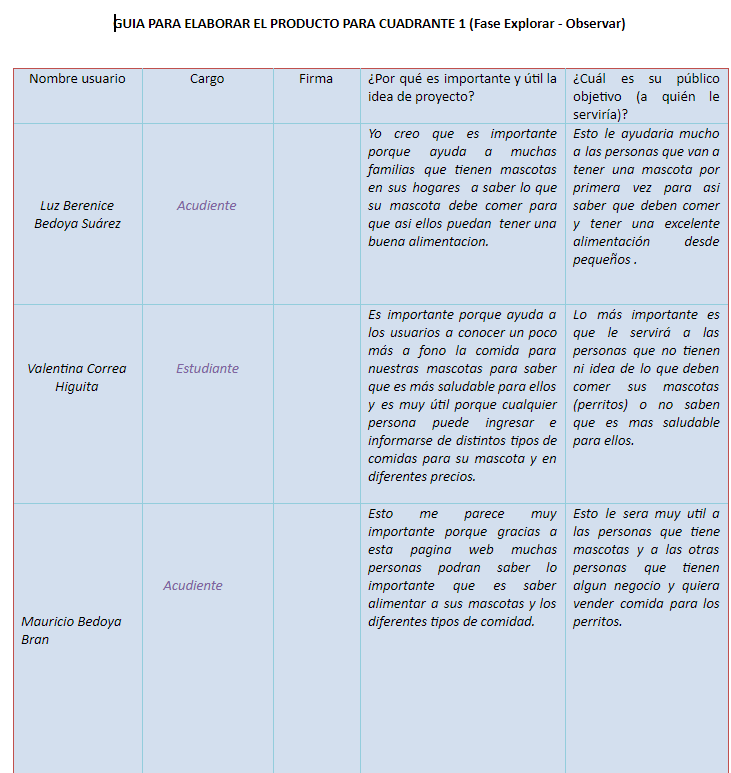 GUIA PARA ELABORAR EL PRODUCTO PARA CUADRANTE 1 (Fase Explorar - Observar)
Nombre usuario
Cargo
Firma
¿Por qué es importante y útil la
idea de proyecto?
¿Cuál es su público
objetivo (a quién le
serviría)?
Luz Berenice
Bedoya Suárez
Acudiente
Yo creo que es importante
porque ayuda a muchas
familias que tienen mascotas
en sus hogares a saber lo que
su mascota debe comer para
que asi ellos puedan tener una
buena alimentacion.
Esto le ayudaria mucho
a las personas que van a
tener una mascota por
primera vez para asi
saber que deben comer
y tener una excelente
alimentación desde
pequeños .
Valentina Correa
Higuita
Estudiante
Es importante porque ayuda a
los usuarios a conocer un poco
más a fono la comida para
nuestras mascotas para saber
que es más saludable para ellos
y es muy útil porque cualquier
persona puede ingresar e
informarse de distintos tipos de
comidas para su mascota y en
diferentes precios.
Lo más importante es
que le servirá a las
personas que no tienen
ni idea de lo que deben
comer sus mascotas
(perritos) o no saben
que es mas saludable
para ellos.
Mauricio Bedoya
Bran
Acudiente
Esto me parece muy
importante porque gracias a
esta pagina web muchas
personas podran saber lo
importante que es saber
alimentar a sus mascotas y los
diferentes tipos de comidad.
Esto le sera muy util a
las personas que tiene
mascotas y a las otras
personas que tienen
algun negocio y quiera
vender comida para los
perritos.